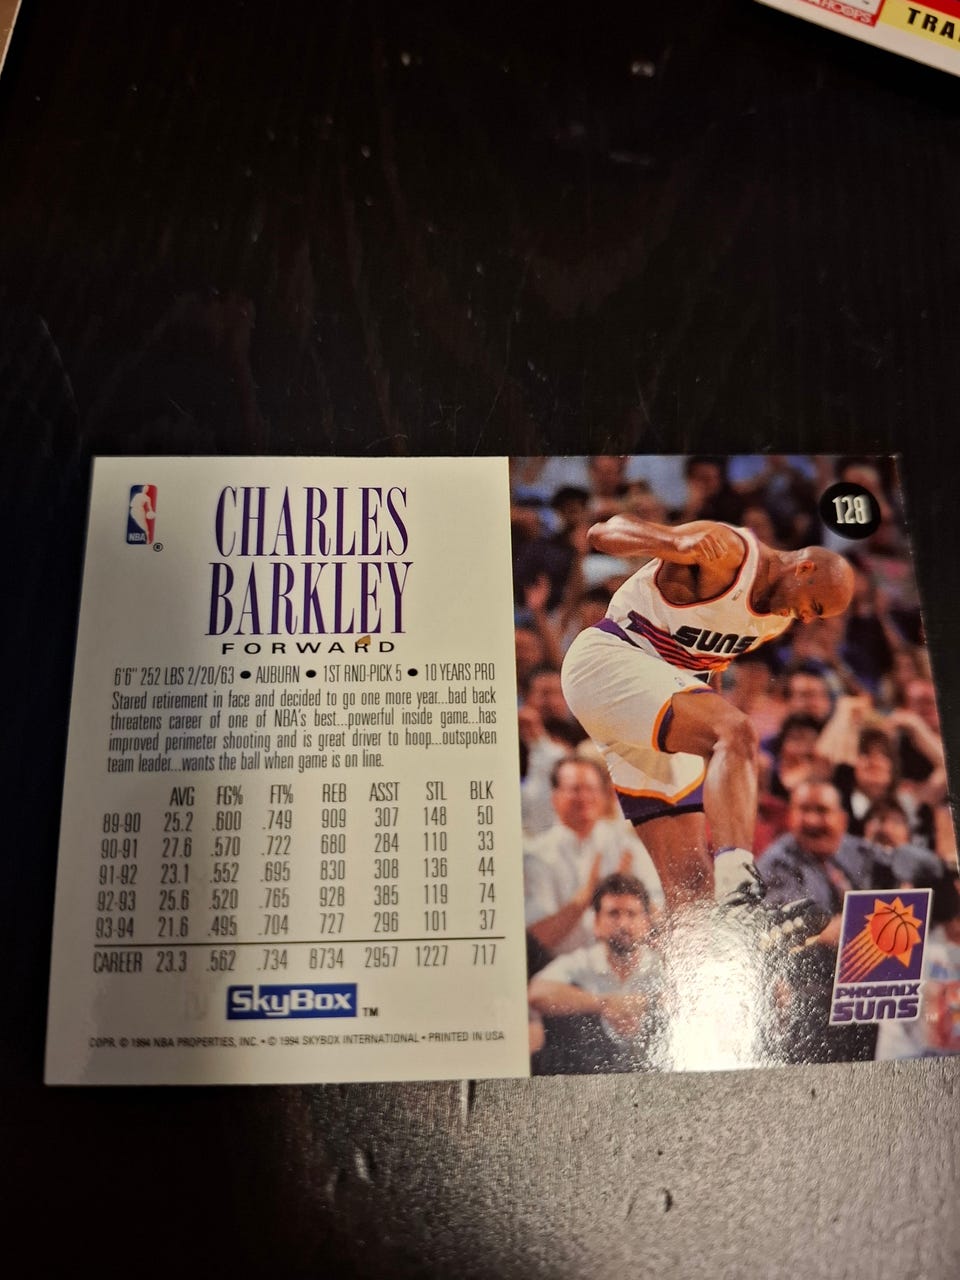 TRA
HOOPS
NBA
®
CHARLES
BARKLEY
FORWARD
6'6" 252 LBS 2/20/63 • AUBURN • 1ST RND-PICK 5 • 10 YEARS PRO
Stared retirement in face and decided to go one more year...bad back
threatens career of one of NBA's best...powerful inside game...has
improved perimeter shooting and is great driver to hoop...outspoken
team leader...wants the ball when game is on line.
AVG FG% FT% REB ASST STL BLK
89-90 25.2 .600 .749 909 307 148 50
90-91 27.6 .570 .722 680 284 110 33
91-92 23.1 .552 .695 830 308 136 44
92-93 25.6 .520 .765 928 385 119 74
93-94 21.6 .495 .704 727 296 101 37
CAREER 23.3 .562 .734 8734 2957 1227 717
SKYBOX TM
COPR. © 1994 NBA PROPERTIES, INC. • © 1994 SKYBOX INTERNATIONAL • PRINTED IN USA
128
SUNS
PHOENIX
SUNS
TM